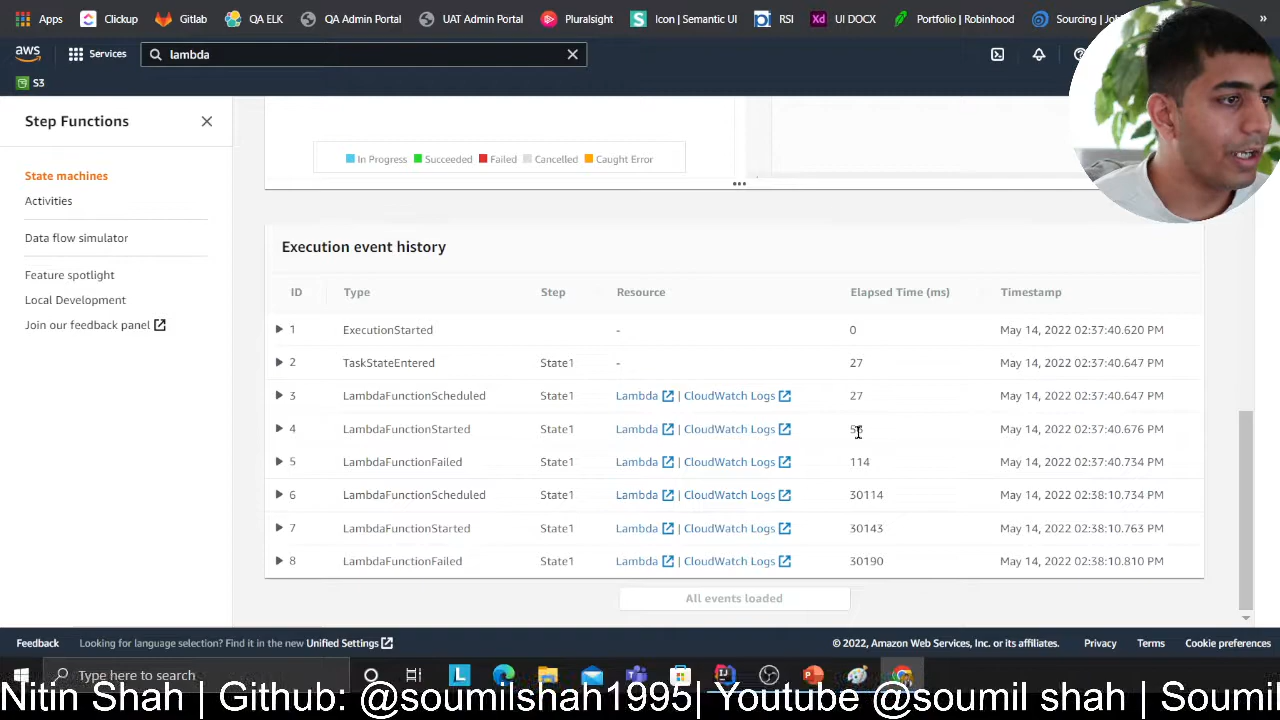 Apps Clickup Gitlab QA ELK QA Admin Portal UAT Admin Portal Pluralsight Icon | Semantic UI RSI UI DCX Portfolio | Robinhood Sourcing | Jo »
aws Services lambda
S3
Step Functions
State machines
Activities
Data flow simulator
Feature spotlight
Local Development
Join our feedback panel
In Progress Succeeded Failed Cancelled Caught Error
Execution event history
ID Type Step Resource Elapsed Time (ms) Timestamp
1 ExecutionStarted - 0 May 14, 2022 02:37:40.620 PM
2 TaskStateEntered State1 - 27 May 14, 2022 02:37:40.647 PM
3 LambdaFunctionScheduled State1 Lambda | CloudWatch Logs 27 May 14, 2022 02:37:40.647 PM
4 LambdaFunctionStarted State1 Lambda | CloudWatch Logs May 14, 2022 02:37:40.676 PM
5 LambdaFunctionFailed State1 Lambda | CloudWatch Logs 114 May 14, 2022 02:37:40.734 PM
6 LambdaFunctionScheduled State1 Lambda | CloudWatch Logs 30114 May 14, 2022 02:38:10.734 PM
7 LambdaFunctionStarted State1 Lambda | CloudWatch Logs 30143 May 14, 2022 02:38:10.763 PM
8 LambdaFunctionFailed State1 Lambda | CloudWatch Logs 30190 May 14, 2022 02:38:10.810 PM
All events loaded
Feedback Looking for language selection? Find it in the new Unified Settings © 2022, Amazon Web Services, Inc. or its affiliates. Privacy Terms Cookie preferences
Type here to search
Nitin Shah | Github: @soumilshah1995| Youtube @soumil shah | Soumil